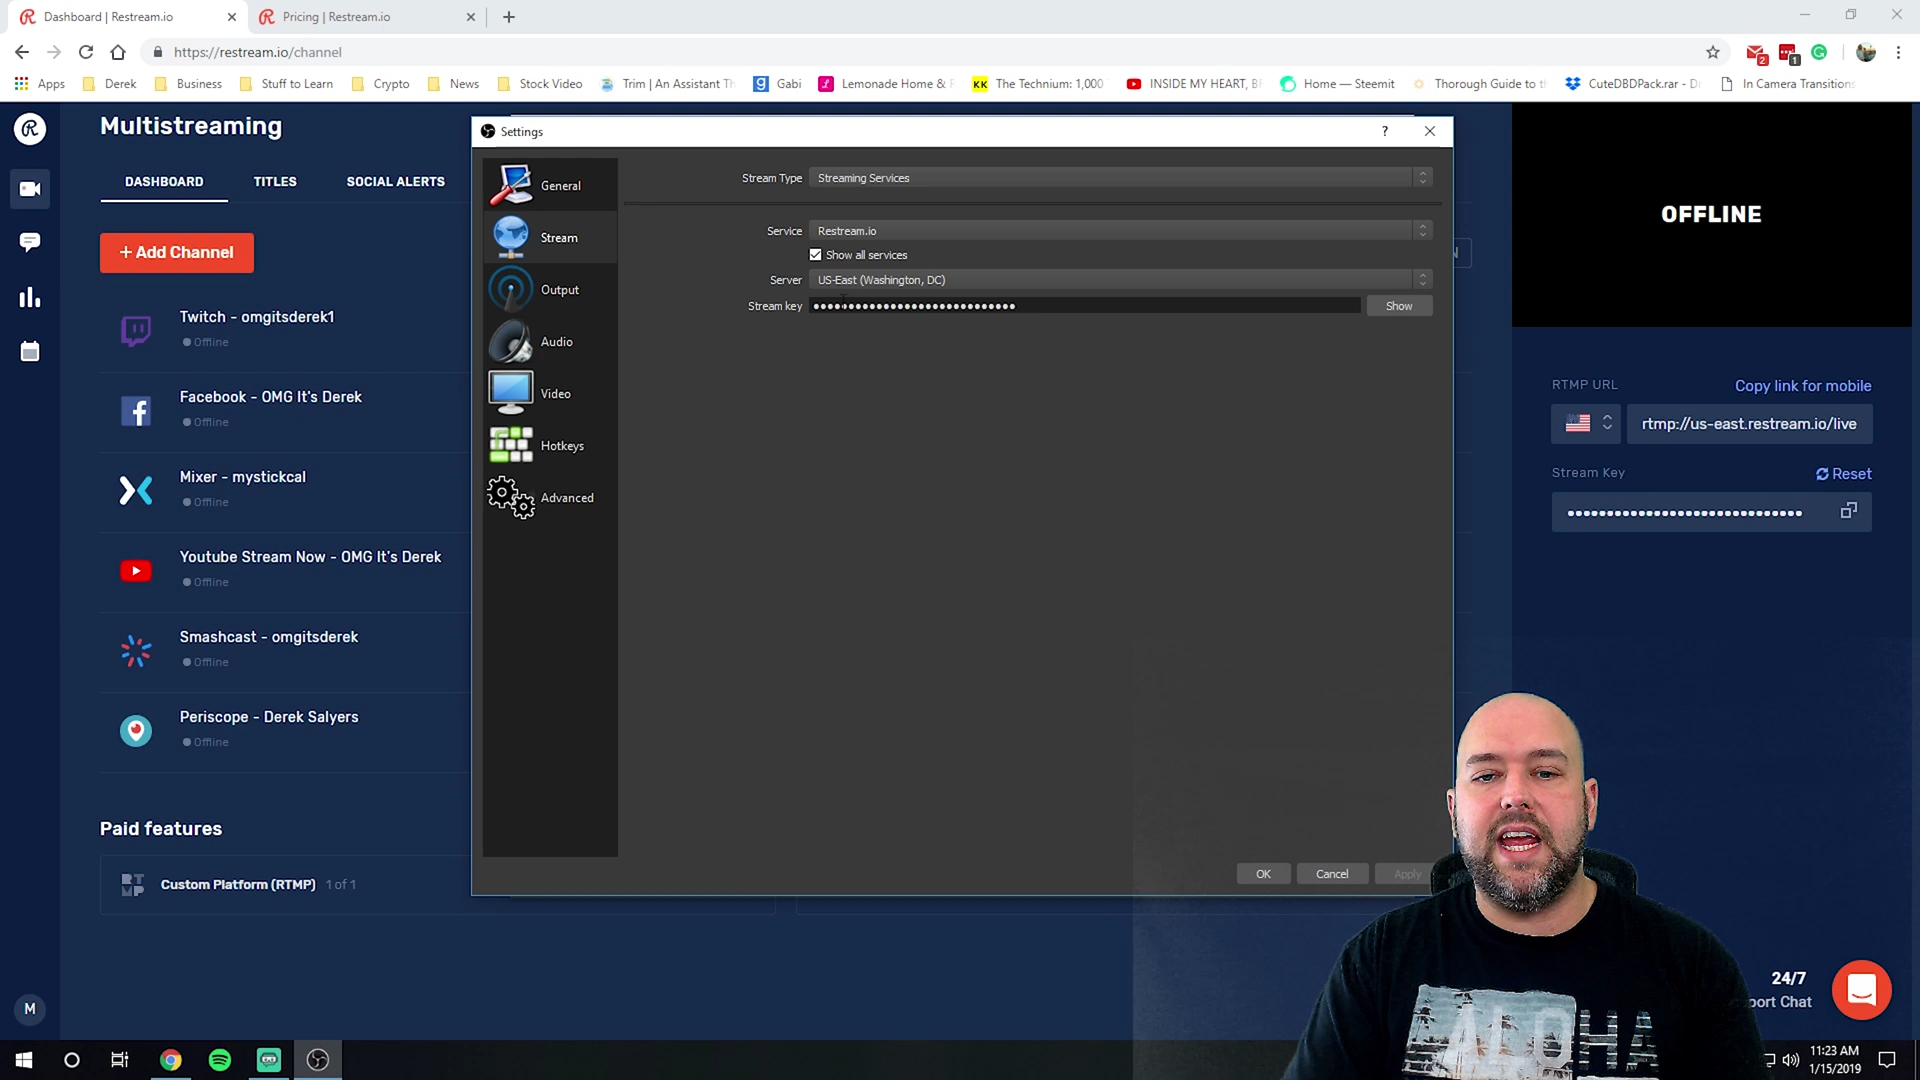 Dashboard | Restream.io
Pricing | Restream.io
https://restream.io/channel
2
1
Apps
Derek
Business
Stuff to Learn
Crypto
News
Stock Video
Trim | An Assistant Th
Gabi
Lemonade Home & F
KK The Technium: 1,000
INSIDE MY HEART, B
Home — Steemit
Thorough Guide to t
CuteDBDPack.rar - D
In Camera Transitions
Multistreaming
DASHBOARD
TITLES
SOCIAL ALERTS
+ Add Channel
Twitch - omgitsderek1
Offline
Facebook - OMG It's Derek
Offline
Mixer - mystickcal
Offline
Youtube Stream Now - OMG It's Derek
Offline
Smashcast - omgitsderek
Offline
Periscope - Derek Salyers
Offline
Paid features
RTMP
Custom Platform (RTMP) 1 of 1
M
Settings
?
General
Stream
Output
Audio
Video
Hotkeys
Advanced
Stream Type Streaming Services
Service Restream.io
Show all services
Server US-East (Washington, DC)
Stream key ●●●●●●●●●●●●●●●●●●●●●●●●●●●●● Show
OK
Cancel
Apply
OFFLINE
RTMP URL
Copy link for mobile
rtmp://us-east.restream.io/live
Stream Key
Reset
●●●●●●●●●●●●●●●●●●●●●●●●●●●●●●
ALOHA
24/7
port Chat
11:23 AM
1/15/2019